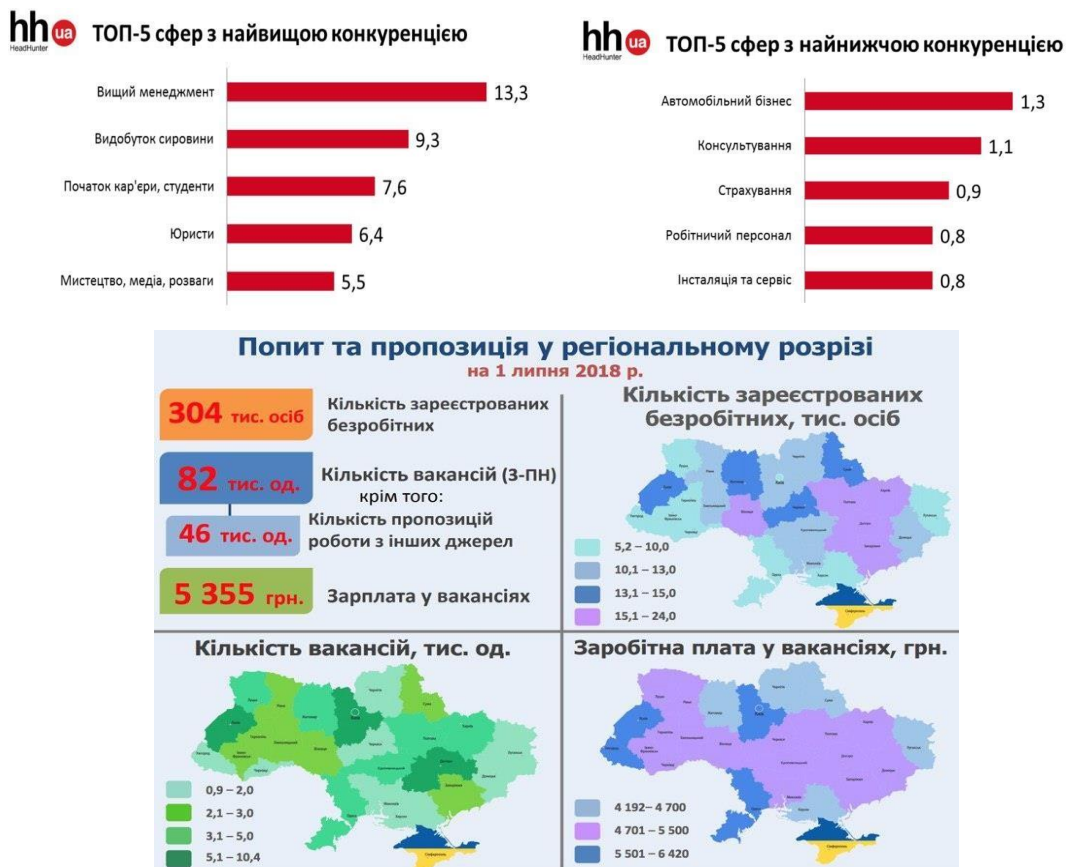 hh ua
HeadHunter
ТОП-5 сфер з найвищою конкуренцією
Вищий менеджмент 13,3
Видобуток сировини 9,3
Початок кар'єри, студенти 7,6
Юристи 6,4
Мистецтво, медіа, розваги 5,5
hh ua
HeadHunter
ТОП-5 сфер з найнижчою конкуренцією
Автомобільний бізнес 1,3
Консультування 1,1
Страхування 0,9
Робітничий персонал 0,8
Інсталяція та сервіс 0,8
Попит та пропозиція у регіональному розрізі
на 1 липня 2018 р.
304 тис. осіб
Кількість зареєстрованих
безробітних
82 тис. од.
Кількість вакансій (3-ПН)
крім того:
46 тис. од.
Кількість пропозицій
роботи з інших джерел
5 355 грн.
Зарплата у вакансіях
Кількість зареєстрованих
безробітних, тис. осіб
5,2 – 10,0
10,1 – 13,0
13,1 – 15,0
15,1 – 24,0
Кількість вакансій, тис. од.
0,9 – 2,0
2,1 – 3,0
3,1 – 5,0
5,1 – 10,4
Заробітна плата у вакансіях, грн.
4 192– 4 700
4 701 – 5 500
5 501 – 6 420